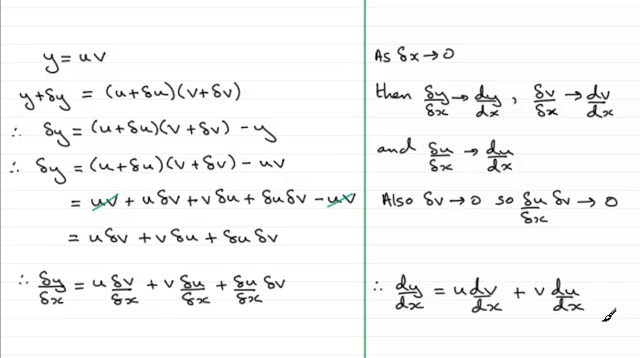 y = uv
y+δy = (u+δu)(v+δv)
∴ δy = (u+δu)(v+δv) - y
∴ δy = (u+δu)(v+δv) - uv
= uv + uδv + vδu + δuδv - uv
= uδv + vδu + δuδv
∴ δy/δx = u δv/δx + v δu/δx + δu/δx δv
As δx → 0
then δy/δx → dy/dx , δv/δx → dv/dx
and δu/δx → du/dx
Also δv → 0 so δu/δx δv → 0
∴ dy/dx = u dv/dx + v du/dx